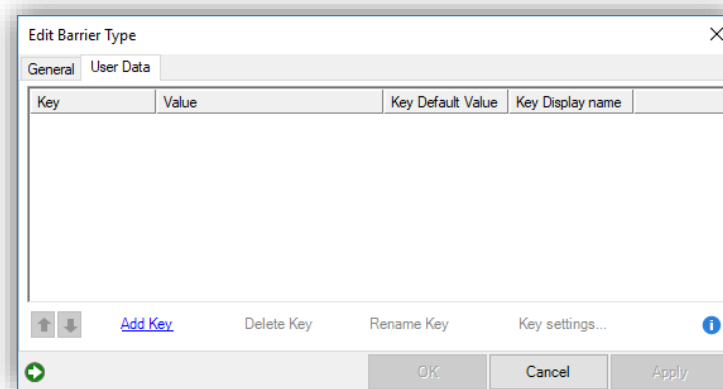 Edit Barrier Type
General User Data
Key Value Key Default Value Key Display name
Add Key Delete Key Rename Key Key settings...
OK Cancel Apply